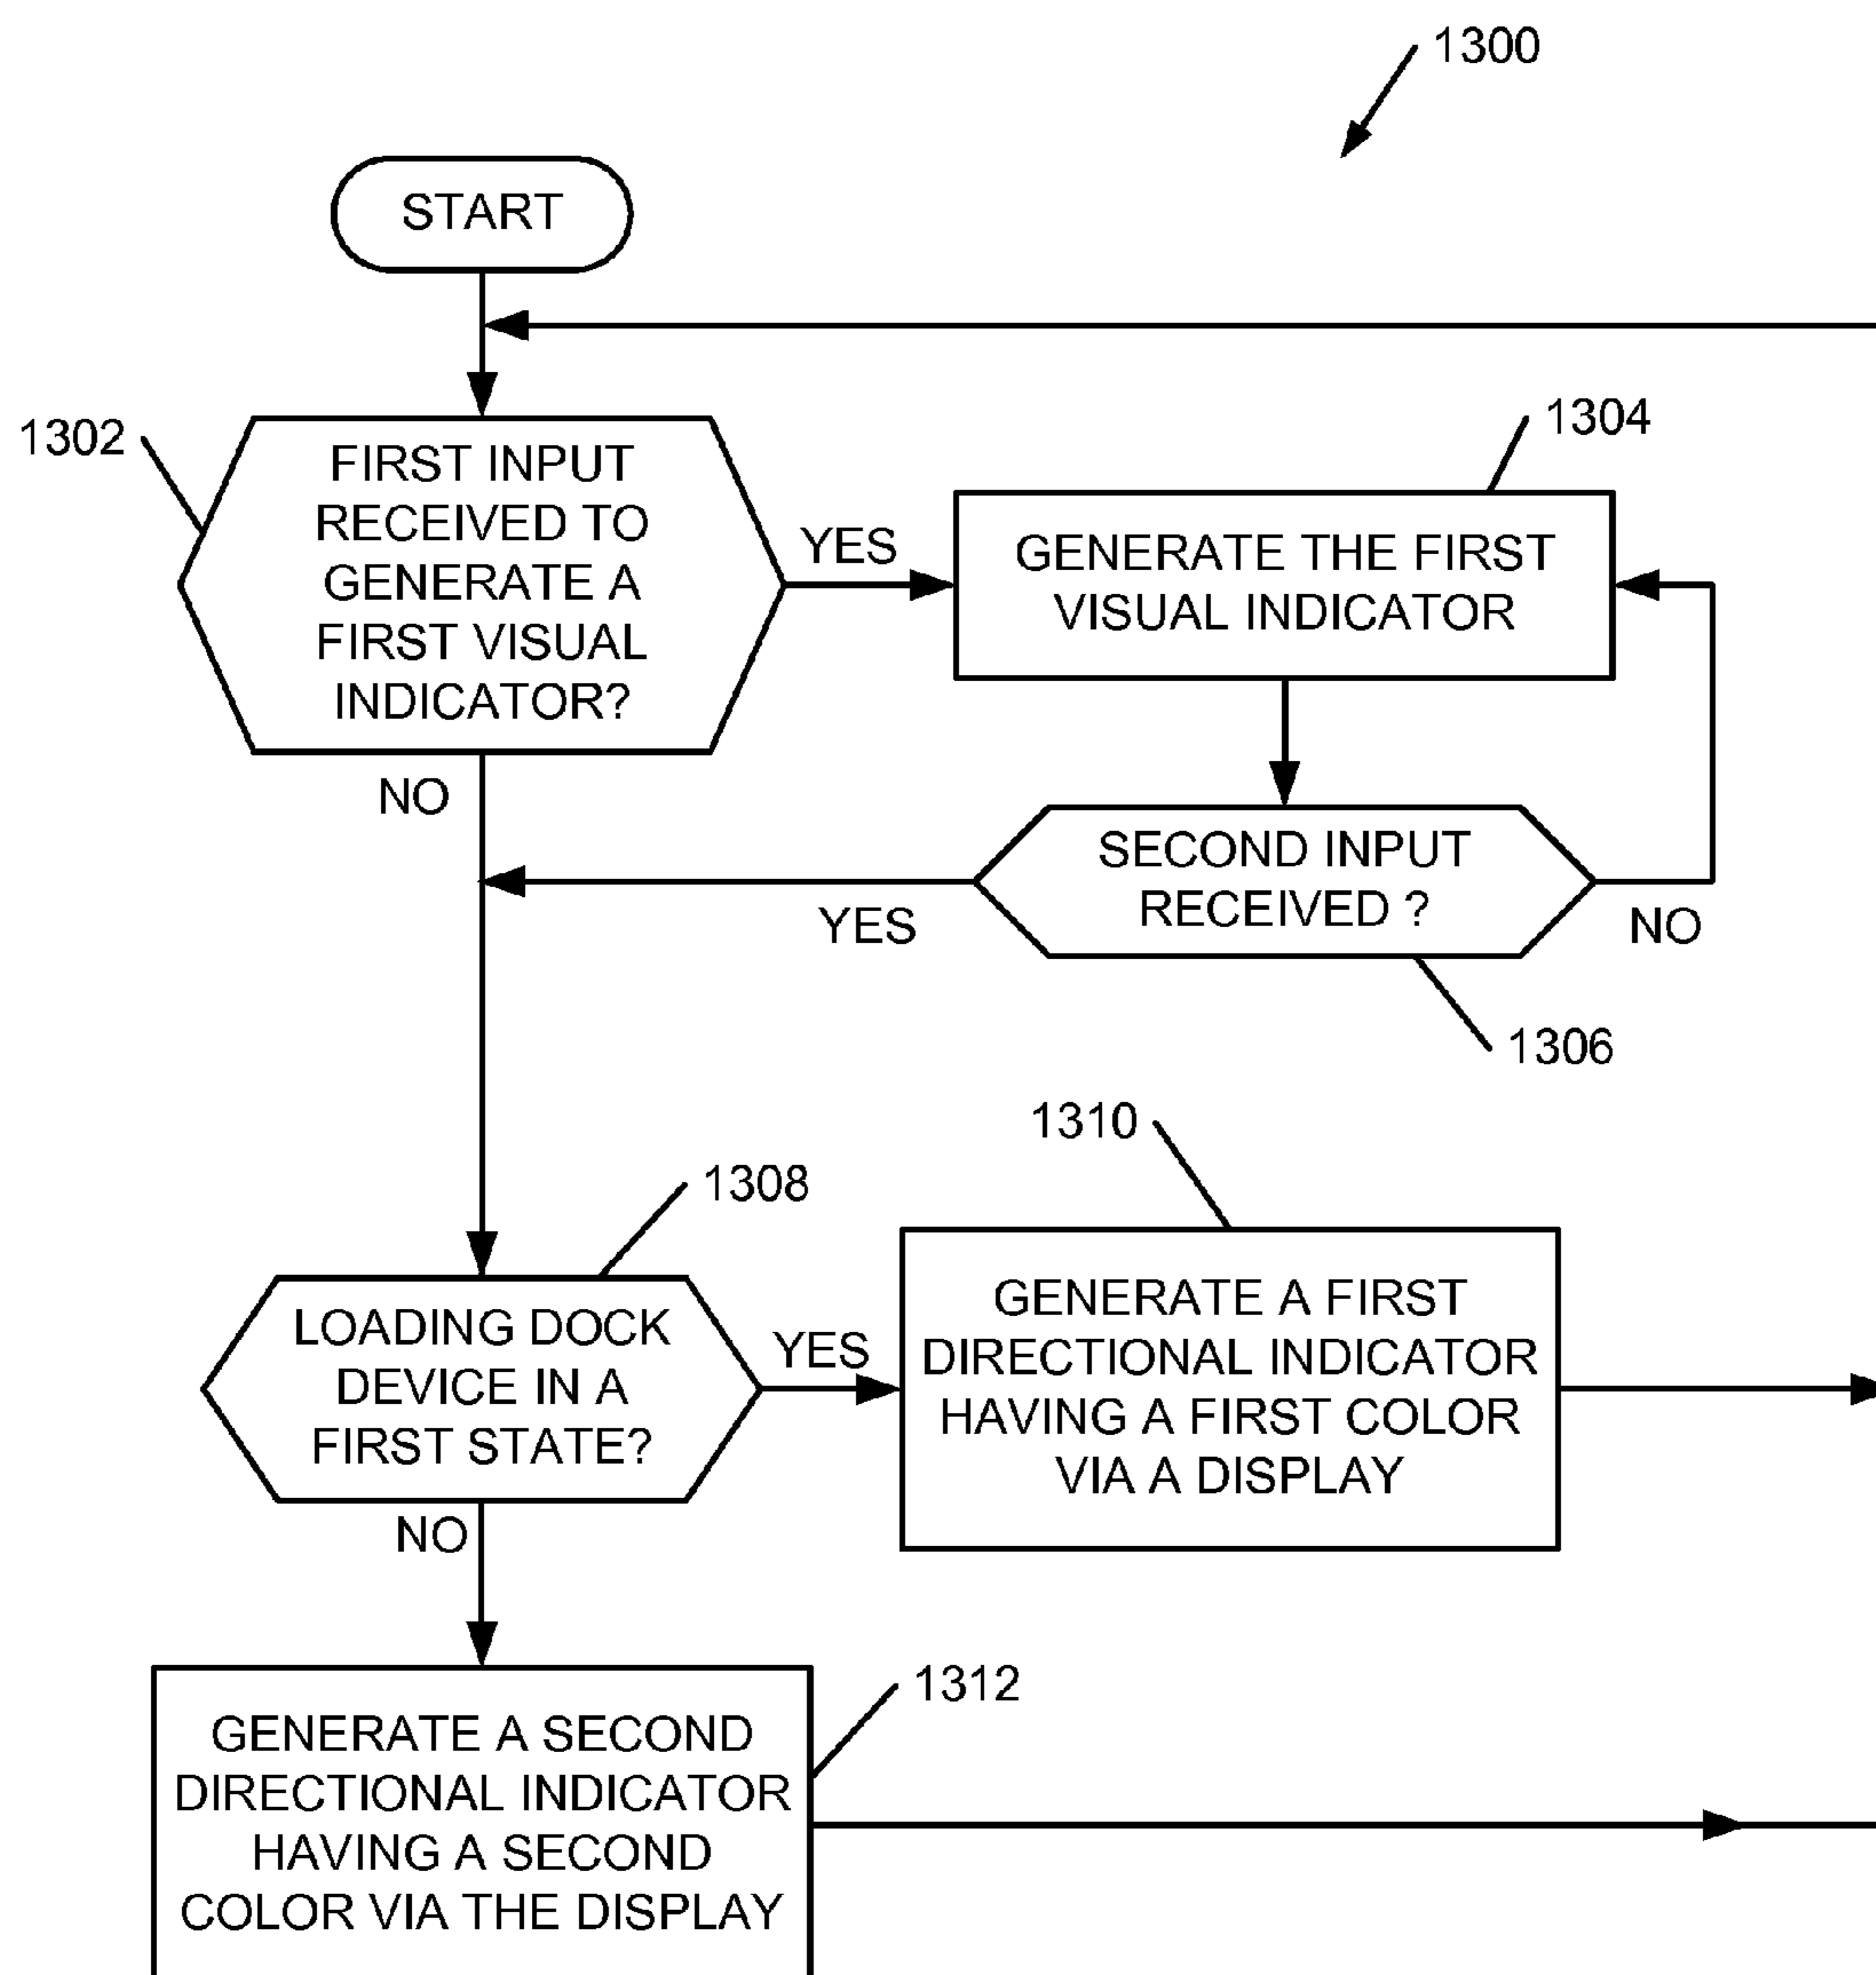 1300
START
1302
FIRST INPUT
RECEIVED TO
GENERATE A
FIRST VISUAL
INDICATOR?
YES
1304
GENERATE THE FIRST
VISUAL INDICATOR
NO
SECOND INPUT
RECEIVED ?
YES
NO
1306
1308
LOADING DOCK
DEVICE IN A
FIRST STATE?
YES
1310
GENERATE A FIRST
DIRECTIONAL INDICATOR
HAVING A FIRST COLOR
VIA A DISPLAY
NO
1312
GENERATE A SECOND
DIRECTIONAL INDICATOR
HAVING A SECOND
COLOR VIA THE DISPLAY